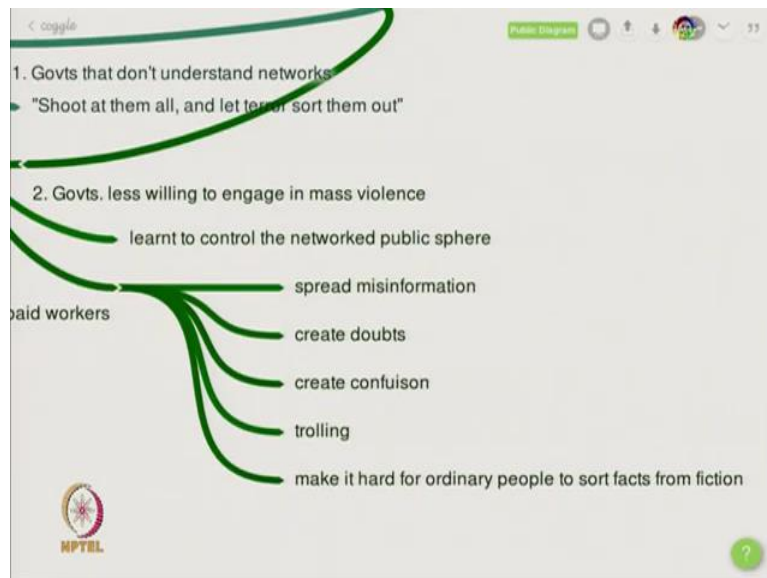 coggle
Public Diagram
1. Govts that don't understand networks
"Shoot at them all, and let terror sort them out"
2. Govts. less willing to engage in mass violence
learnt to control the networked public sphere
spread misinformation
paid workers
create doubts
create confuison
trolling
make it hard for ordinary people to sort facts from fiction
NPTEL
?